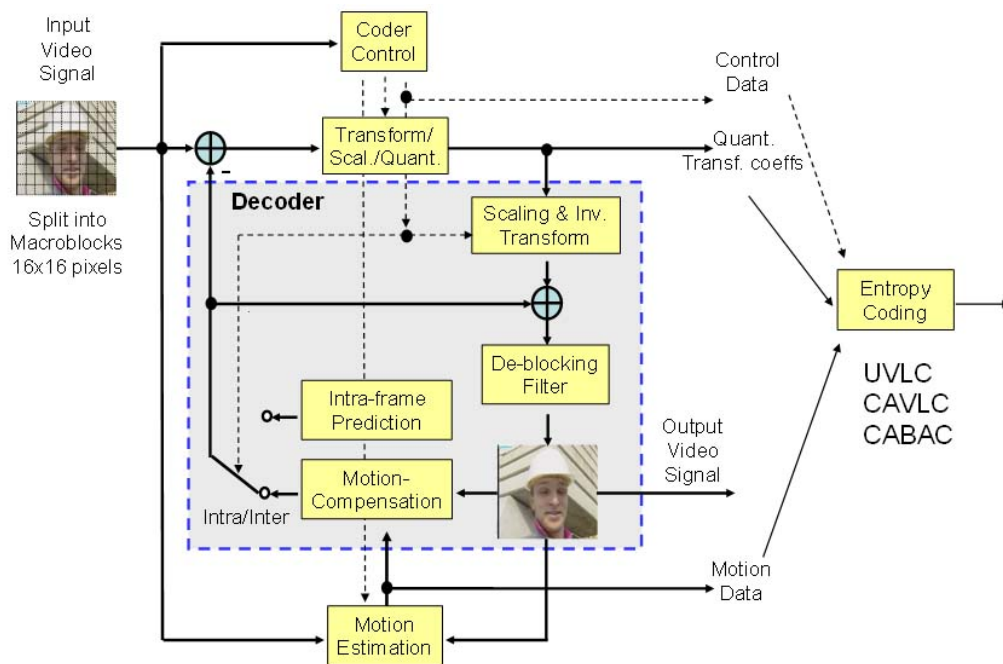 Input
Video
Signal
Coder
Control
Control
Data
Transform/
Scal./Quant.
Quant.
Transf. coeffs
-
Decoder
Split into
Macroblocks
16x16 pixels
Scaling & Inv.
Transform
Entropy
Coding
De-blocking
Filter
UVLC
CAVLC
CABAC
Intra-frame
Prediction
Output
Video
Signal
Motion-
Compensation
Intra/Inter
Motion
Data
Motion
Estimation